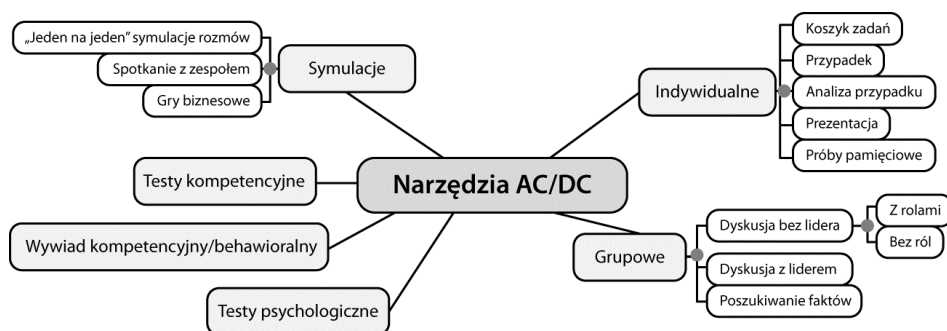 „Jeden na jeden” symulacje rozmów
Spotkanie z zespołem
Gry biznesowe
Symulacje
Testy kompetencyjne
Wywiad kompetencyjny/behawioralny
Testy psychologiczne
Narzędzia AC/DC
Indywidualne
Koszyk zadań
Przypadek
Analiza przypadku
Prezentacja
Próby pamięciowe
Grupowe
Dyskusja bez lidera
Z rolami
Bez ról
Dyskusja z liderem
Poszukiwanie faktów